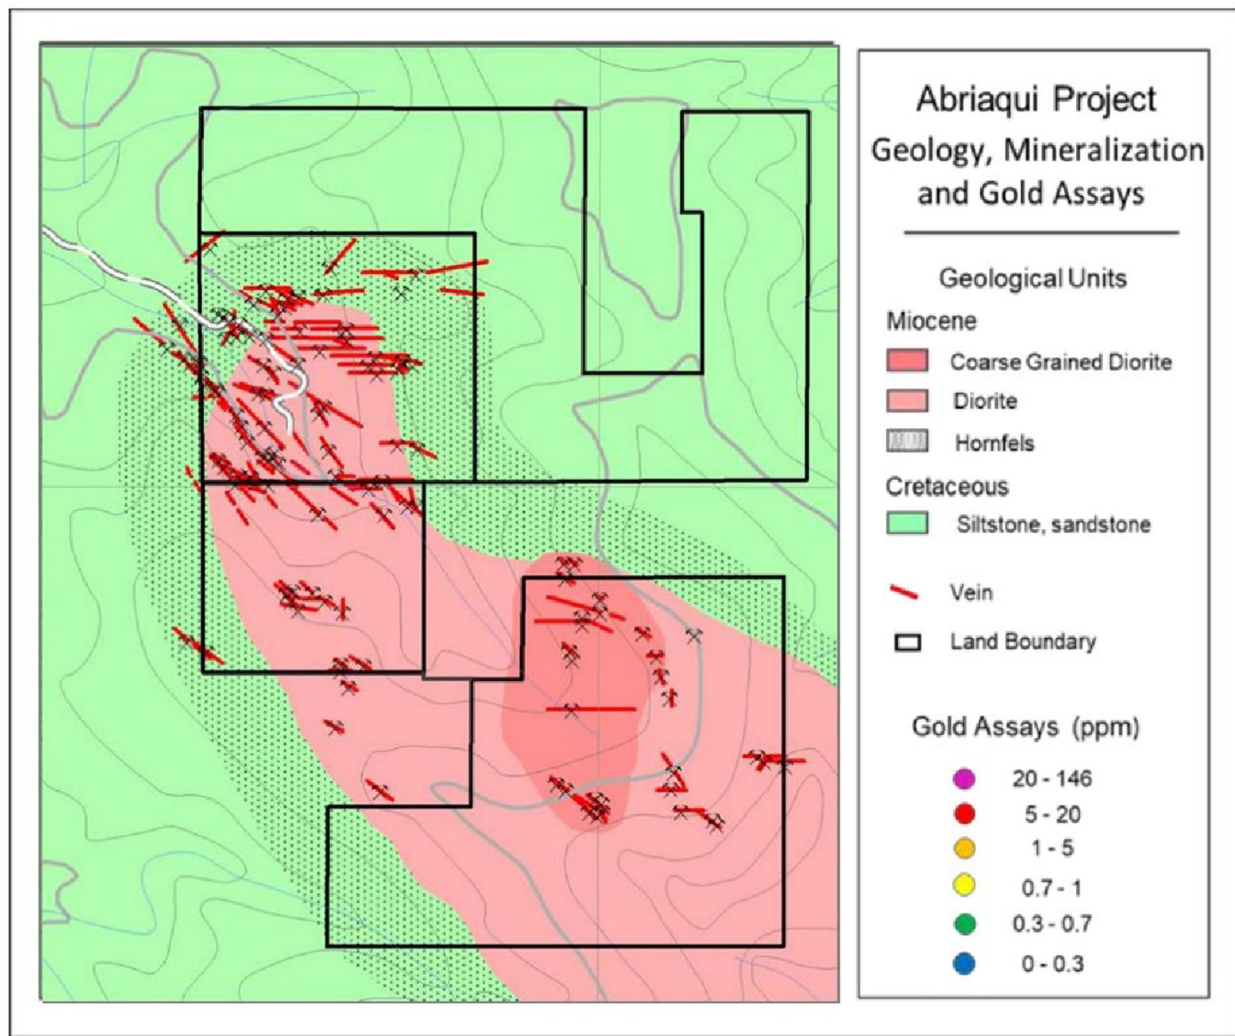 Abriaqui Project
Geology, Mineralization
and Gold Assays
Geological Units
Miocene
Coarse Grained Diorite
Diorite
Hornfels
Cretaceous
Siltstone, sandstone
Vein
Land Boundary
Gold Assays (ppm)
20 - 146
5 - 20
1 - 5
0.7 - 1
0.3 - 0.7
0 - 0.3